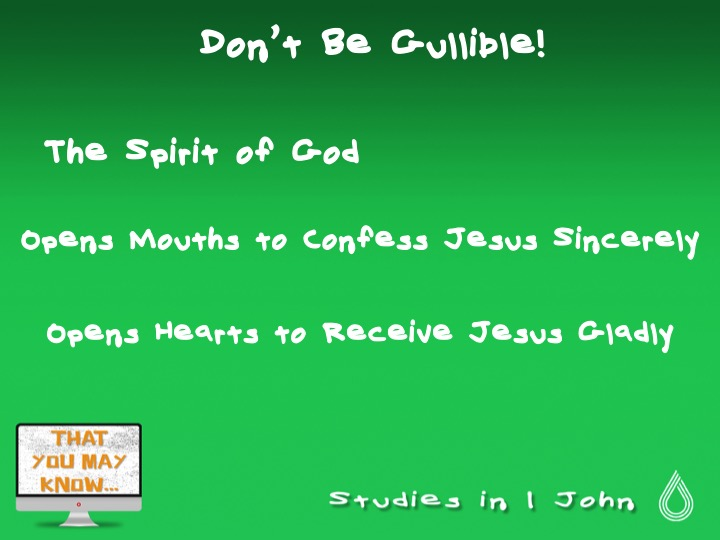 Don't Be Gullible!
The Spirit of God
Opens Mouths to Confess Jesus Sincerely
Opens Hearts to Receive Jesus Gladly
THAT
YOU MAY
KNOW...
Studies in 1 John